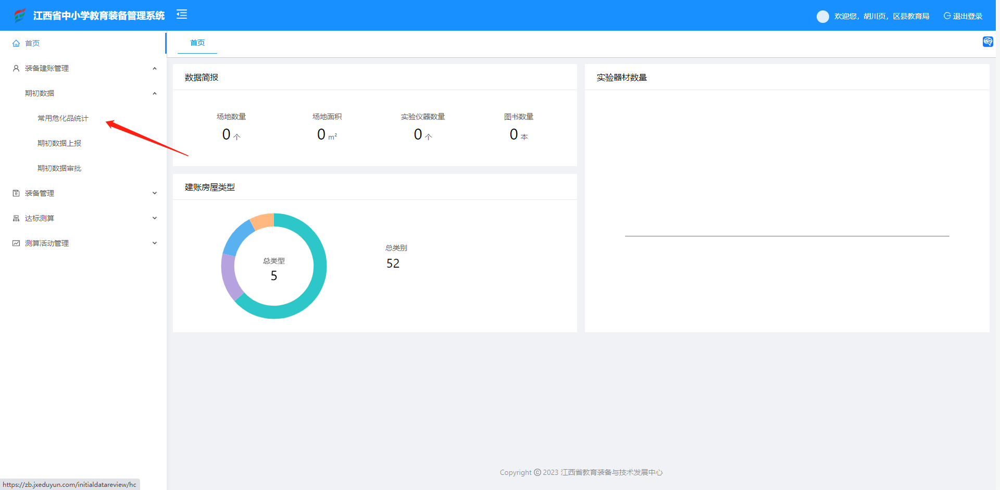 江西省中小学教育装备管理系统
欢迎您，胡川页，区县教育局
退出登录
首页
装备建账管理
期初数据
常用危化品统计
期初数据上报
期初数据审批
装备管理
达标测算
测算活动管理
首页
数据简报
场地数量
0 个
场地面积
0 m²
实验仪器数量
0 个
图书数量
0 本
建账房屋类型
总类型
5
总类别
52
实验器材数量
Copyright © 2023 江西省教育装备与技术发展中心
https://zb.jxeduyun.com/initialdatareview/hc